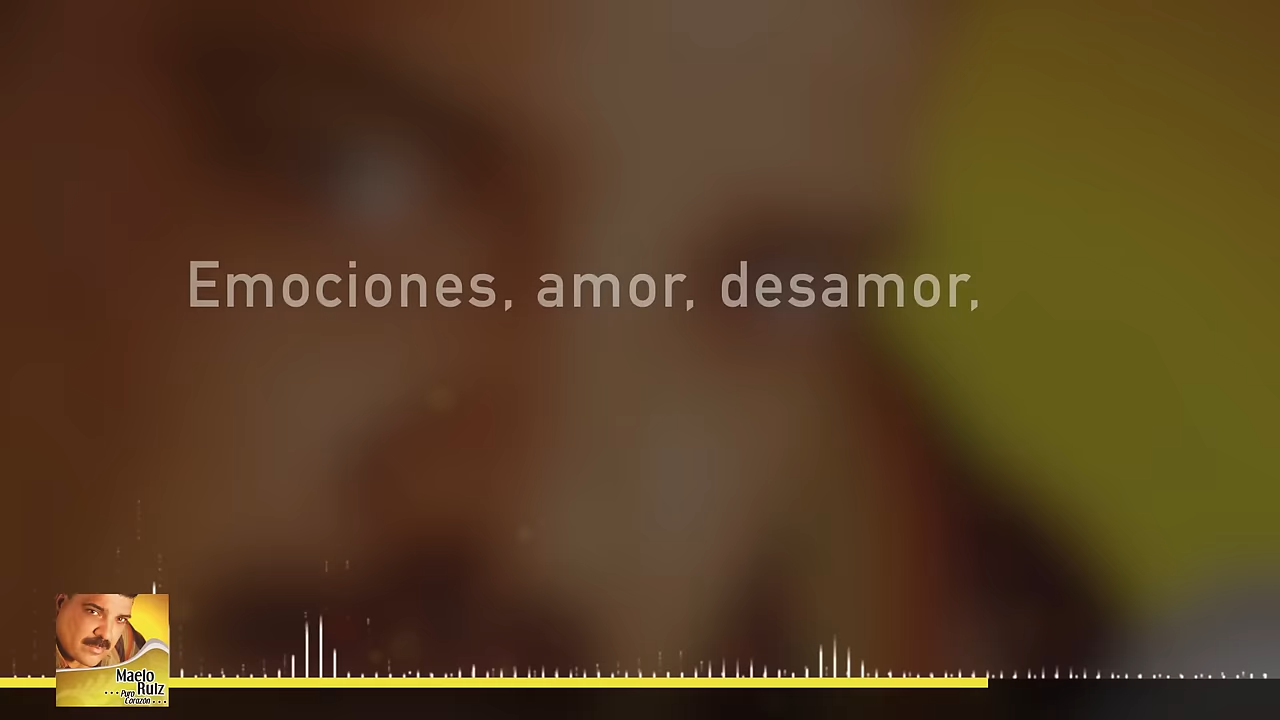 Emociones, amor, desamor,
Maelo
Ruiz
...Puro
Corazón...